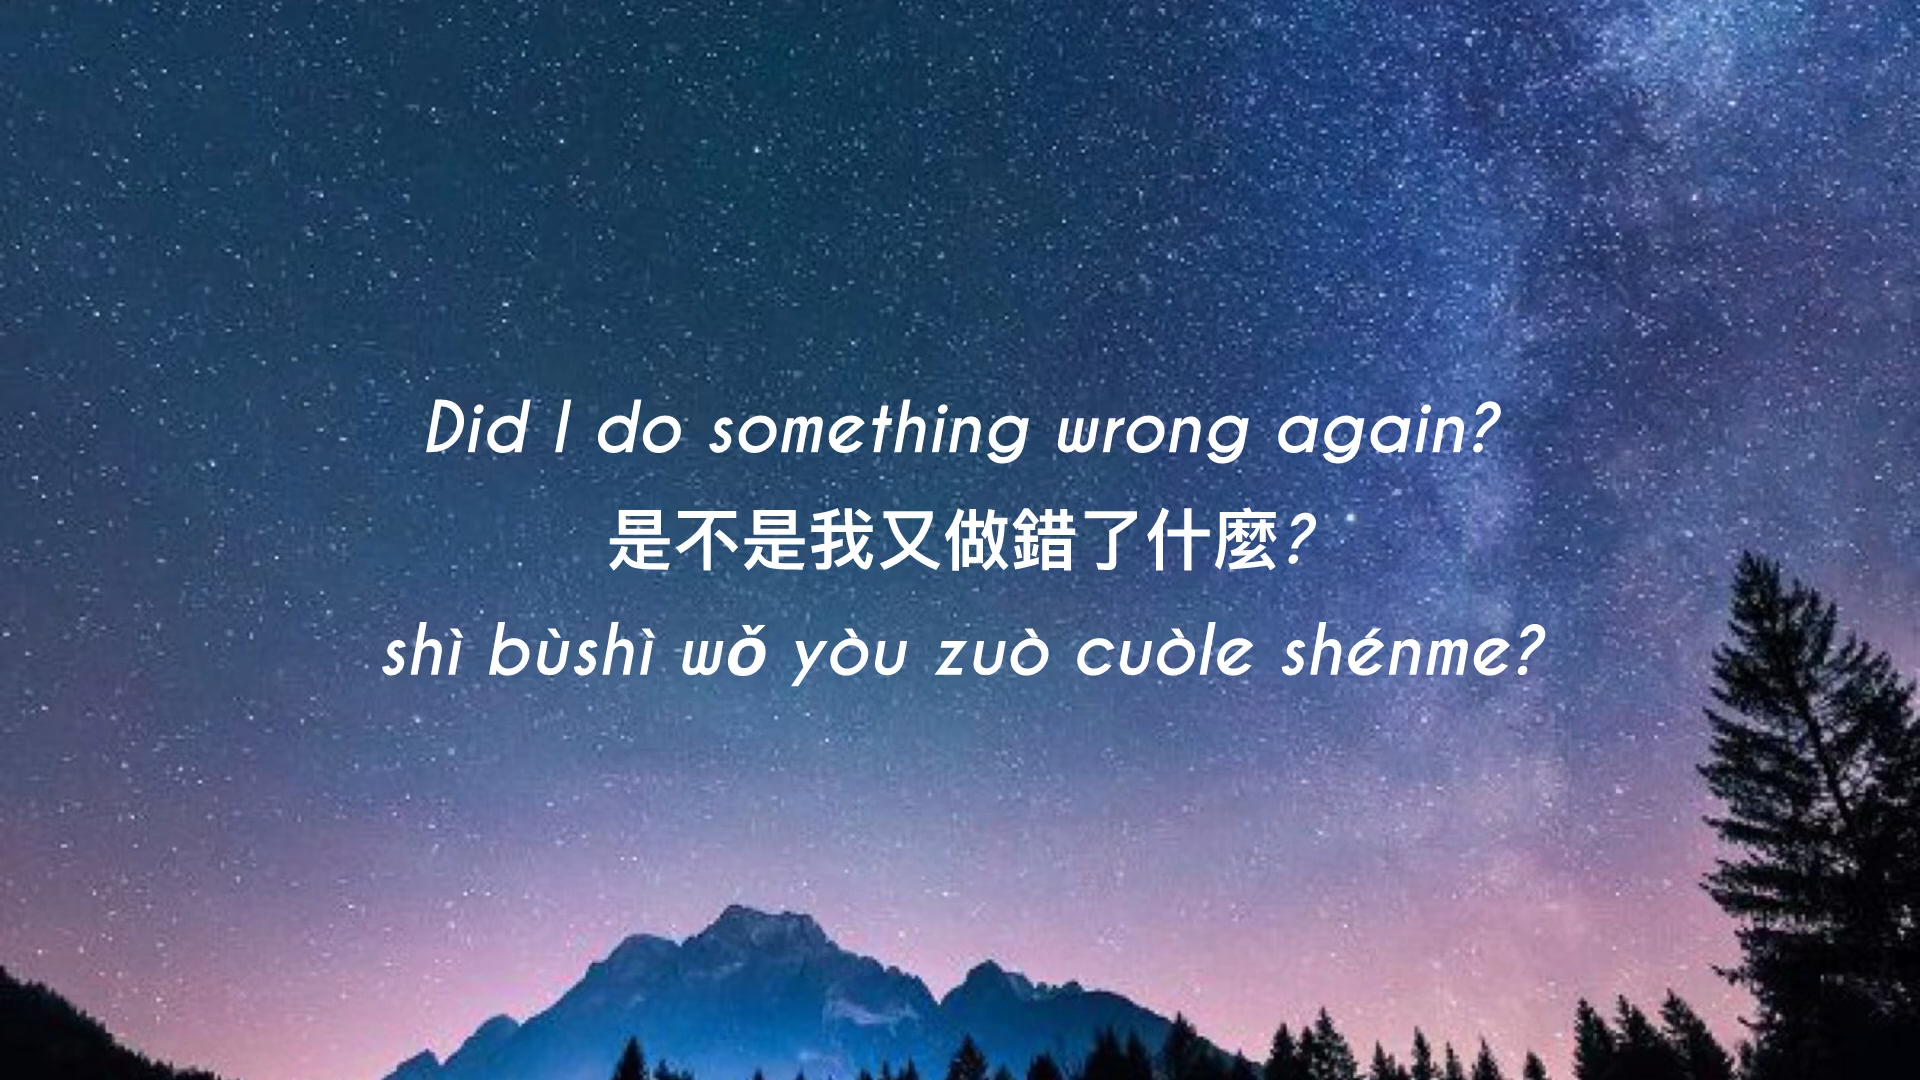 Did I do something wrong again?
是不是我又做錯了什麼?
shì bùshì wǒ yòu zuò cuòle shénme?